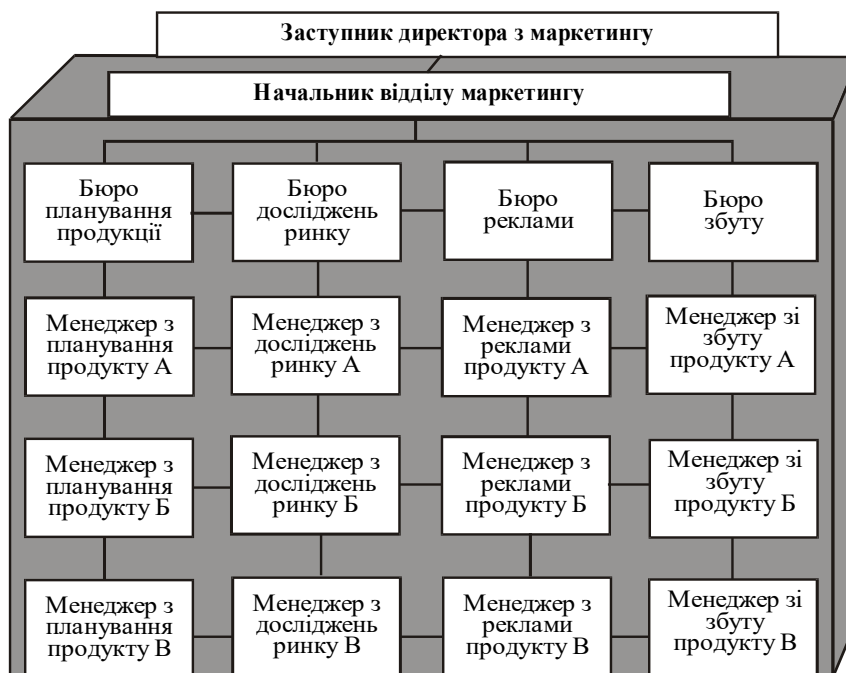 Заступник директора з маркетингу
Начальник відділу маркетингу
Бюро
планування
продукції
Бюро
досліджень
ринку
Бюро
реклами
Бюро
збуту
Менеджер з
планування
продукту А
Менеджер з
досліджень
ринку А
Менеджер з
реклами
продукту А
Менеджер зі
збуту
продукту А
Менеджер з
планування
продукту Б
Менеджер з
досліджень
ринку Б
Менеджер з
реклами
продукту Б
Менеджер зі
збуту
продукту Б
Менеджер з
планування
продукту В
Менеджер з
досліджень
ринку В
Менеджер з
реклами
продукту В
Менеджер зі
збуту
продукту В